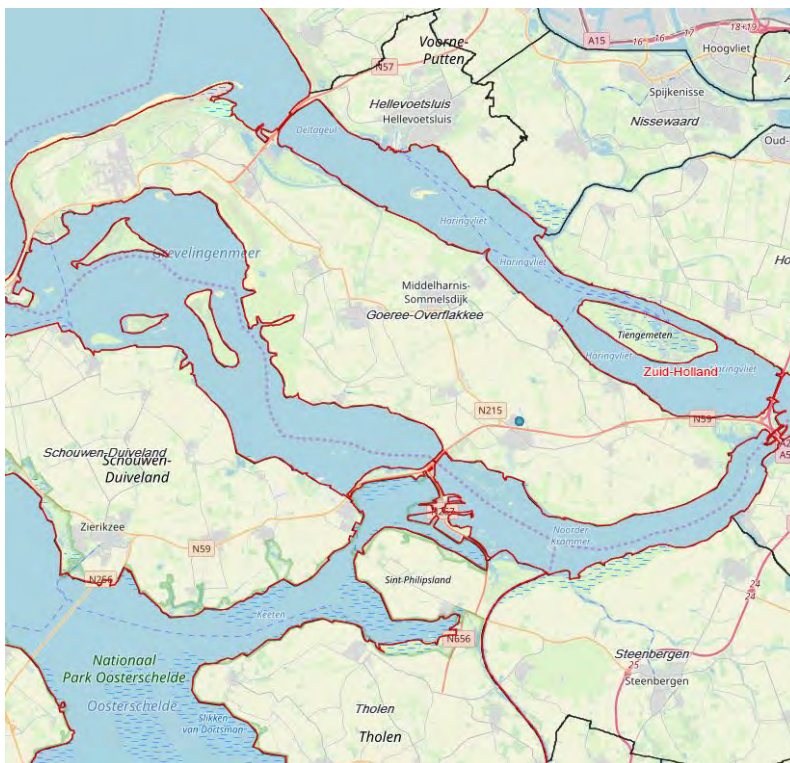 18+19
A15
16
16
17
Hoogvliet
Voorne-
Putten
N57
Spijkenisse
Hellevoetsluis
Hellevoetsluis
Nissewaard
Deltageul
Oud-
Haringvliet
Grevelingenmeer
Haringvliet
Ho
Middelharnis-
Sommelsdijk
Goeree-Overflakkee
Tiengemeten
Haringvliet
Haringvliet
Zuid-Holland
N215
N59
Schouwen-Duiveland
Schouwen-
Duiveland
A5
Zierikzee
Noorder
Krammer
N59
N256
Sint-Philipsland
24
24
Keeten
N656
Steenbergen
Nationaal
Park Oosterschelde
25
Steenbergen
Oosterschelde
Tholen
Slikken
van Dortsman
Tholen